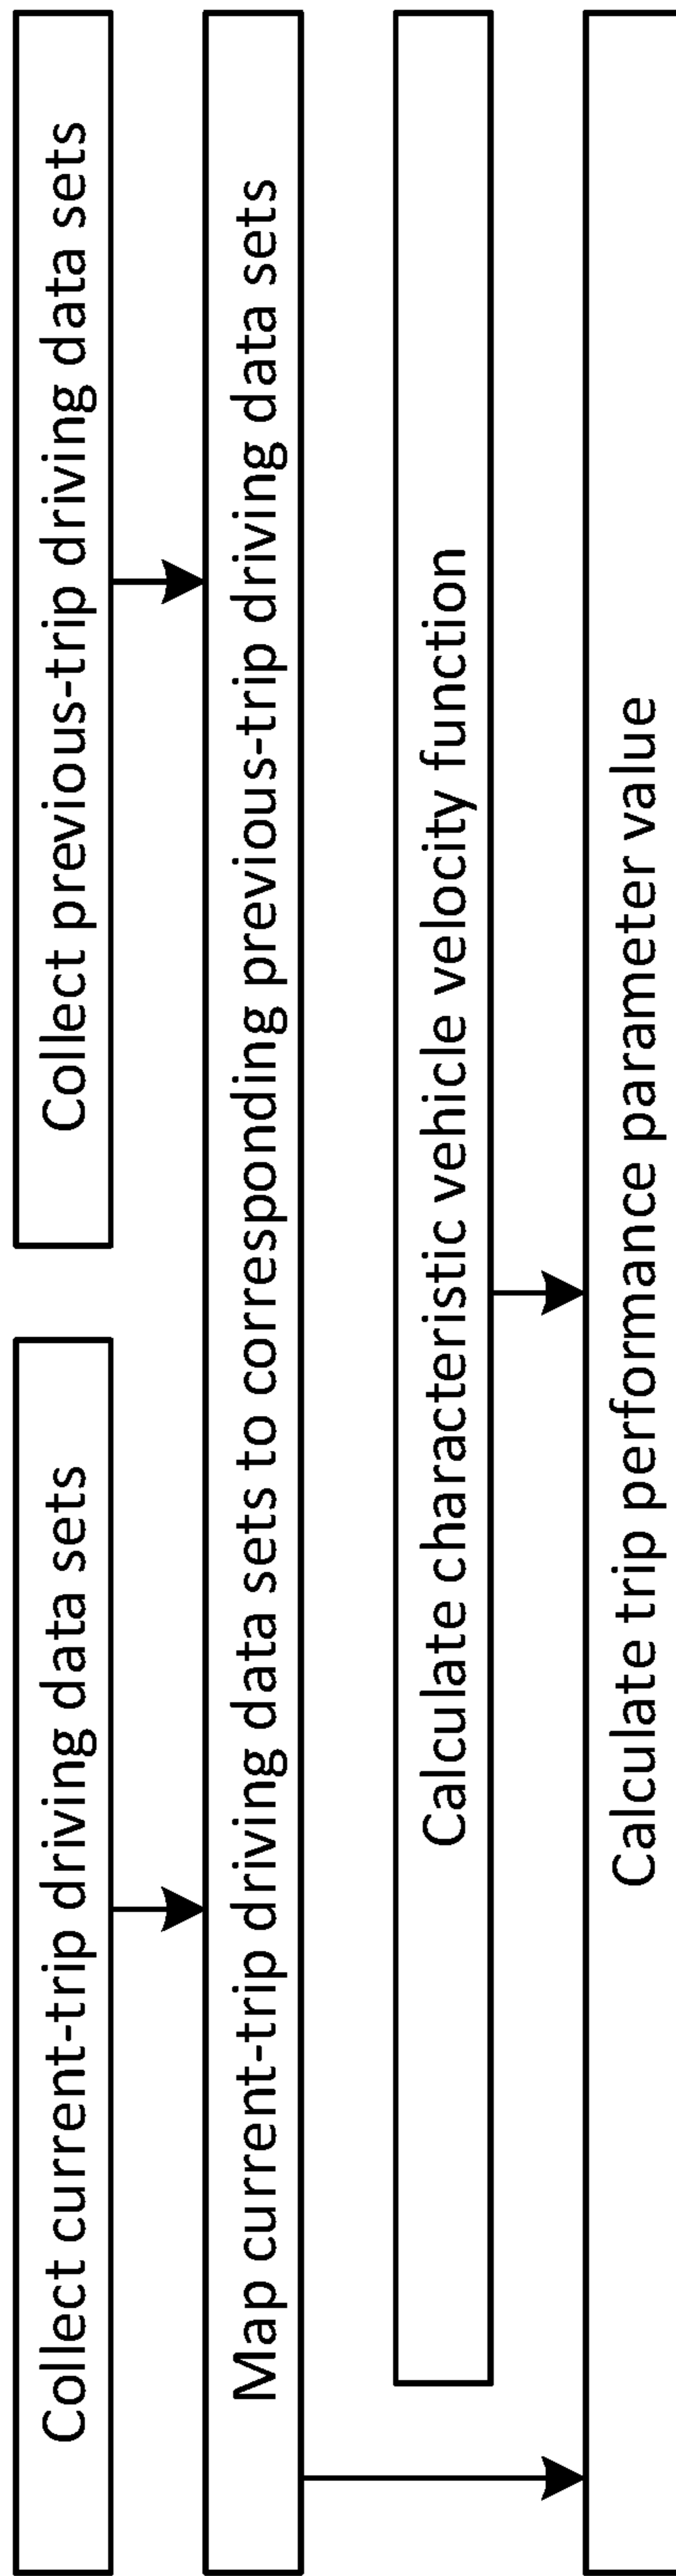 Collect current-trip driving data sets
Collect previous-trip driving data sets
Map current-trip driving data sets to corresponding previous-trip driving data sets
Calculate characteristic vehicle velocity function
Calculate trip performance parameter value